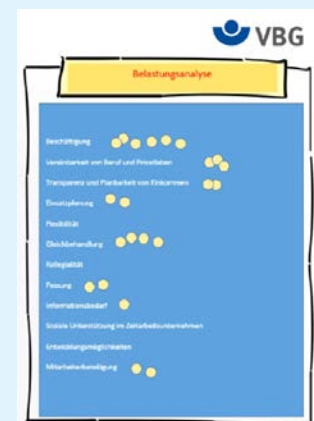 VBG
Belastungsanalyse
Beschäftigung
Vereinbarkeit von Beruf und Privatleben
Transparenz und Planbarkeit von Einkommen
Einsatzplanung
Flexibilität
Gleichbehandlung
Kollegialität
Passung
Informationsbedarf
Soziale Unterstützung im Zeitarbeitsunternehmen
Entwicklungsmöglichkeiten
Mitarbeiterbeteiligung